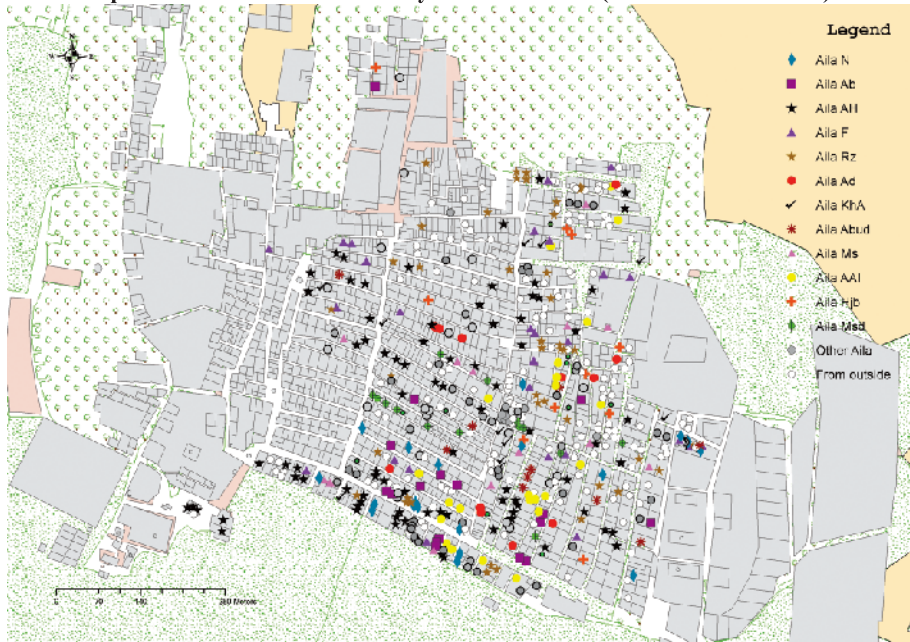 N
Legend
Aila N
Aila Ab
Aila AH
Aila F
Aila Rz
Aila Ad
Aila KhA
Aila Abud
Aila Ms
Aila AAl
Aila Hjb
Aila Msd
Other Aila
From outside
70
140
280 Meters